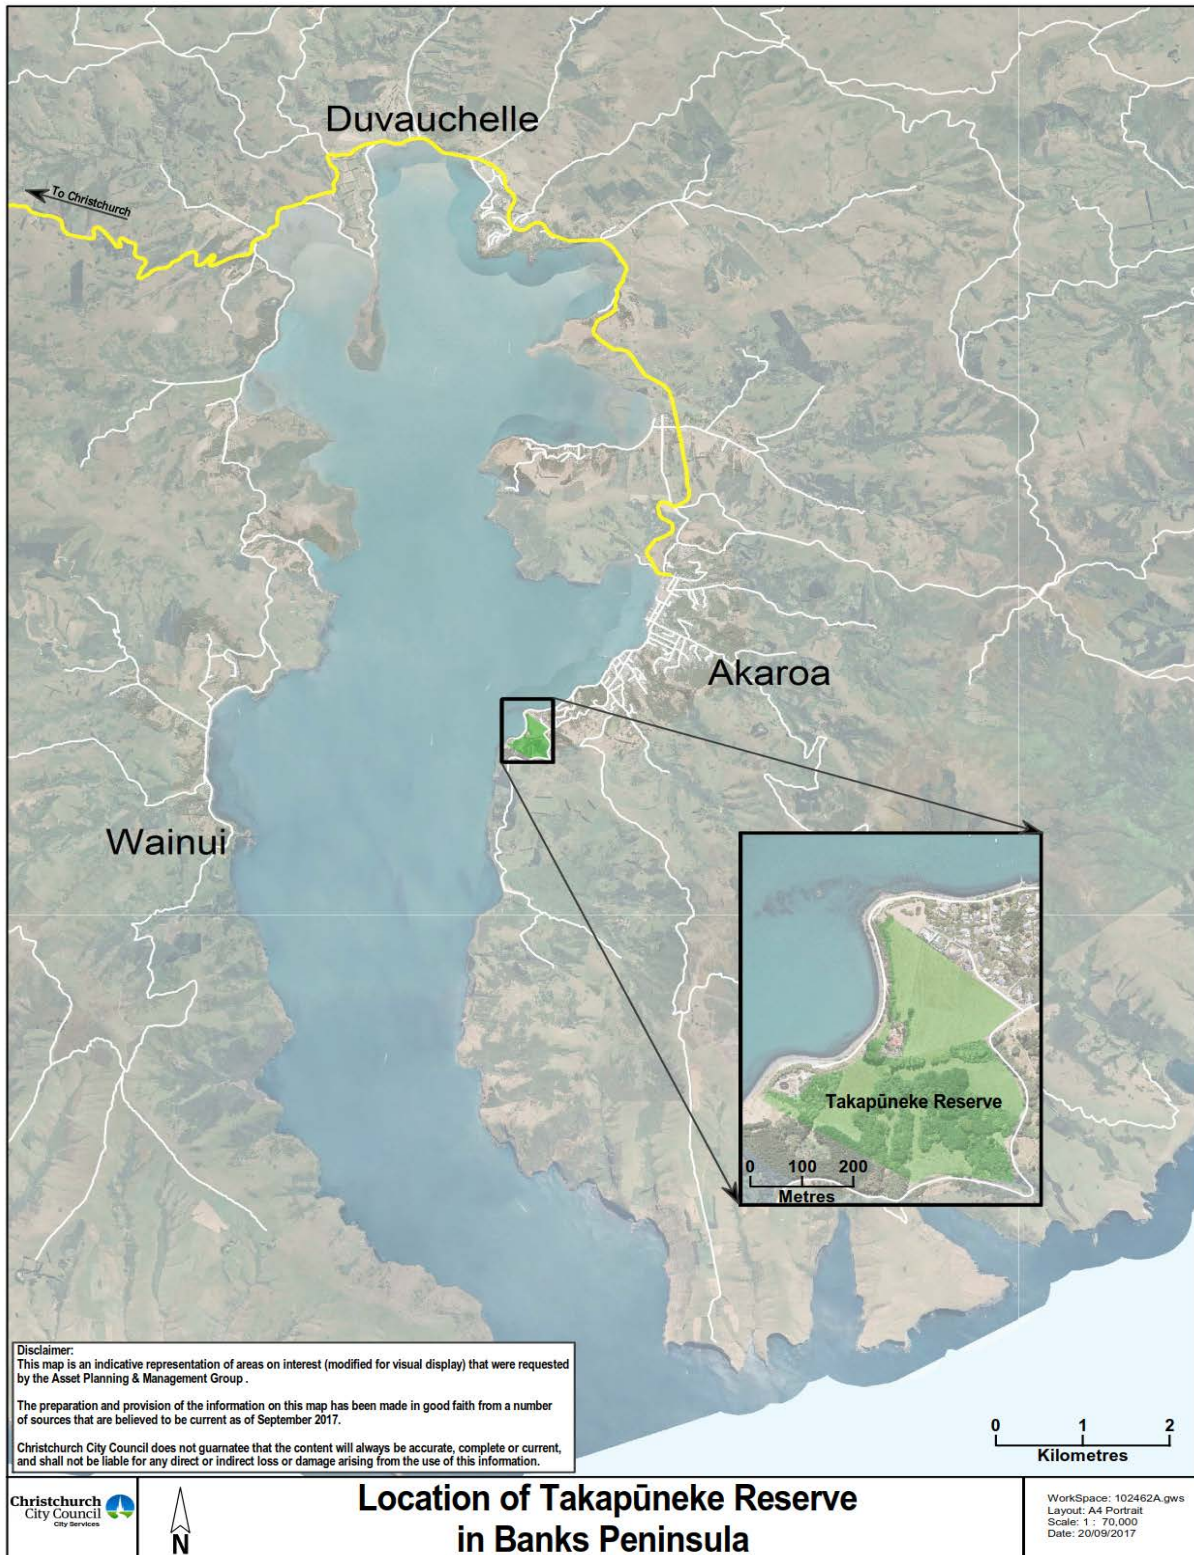 Duvauchelle
To Christchurch
Akaroa
Wainui
Takapūneke Reserve
0 100 200
Metres
Disclaimer:
This map is an indicative representation of areas on interest (modified for visual display) that were requested
by the Asset Planning & Management Group .
The preparation and provision of the information on this map has been made in good faith from a number
of sources that are believed to be current as of September 2017.
Christchurch City Council does not guarnatee that the content will always be accurate, complete or current,
and shall not be liable for any direct or indirect loss or damage arising from the use of this information.
0 1 2
Kilometres
Christchurch
City Council
City Services
N
Location of Takapūneke Reserve
in Banks Peninsula
WorkSpace: 102462A.gws
Layout: A4 Portrait
Scale: 1 : 70,000
Date: 20/09/2017